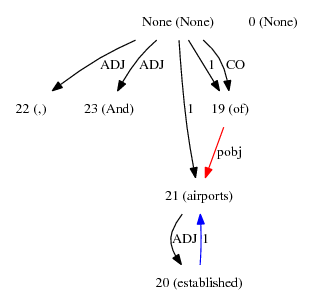 None (None) 0 (None)
ADJ ADJ 1 CO
22 (,) 23 (And) 1 19 (of)
pobj
21 (airports)
ADJ 1
20 (established)